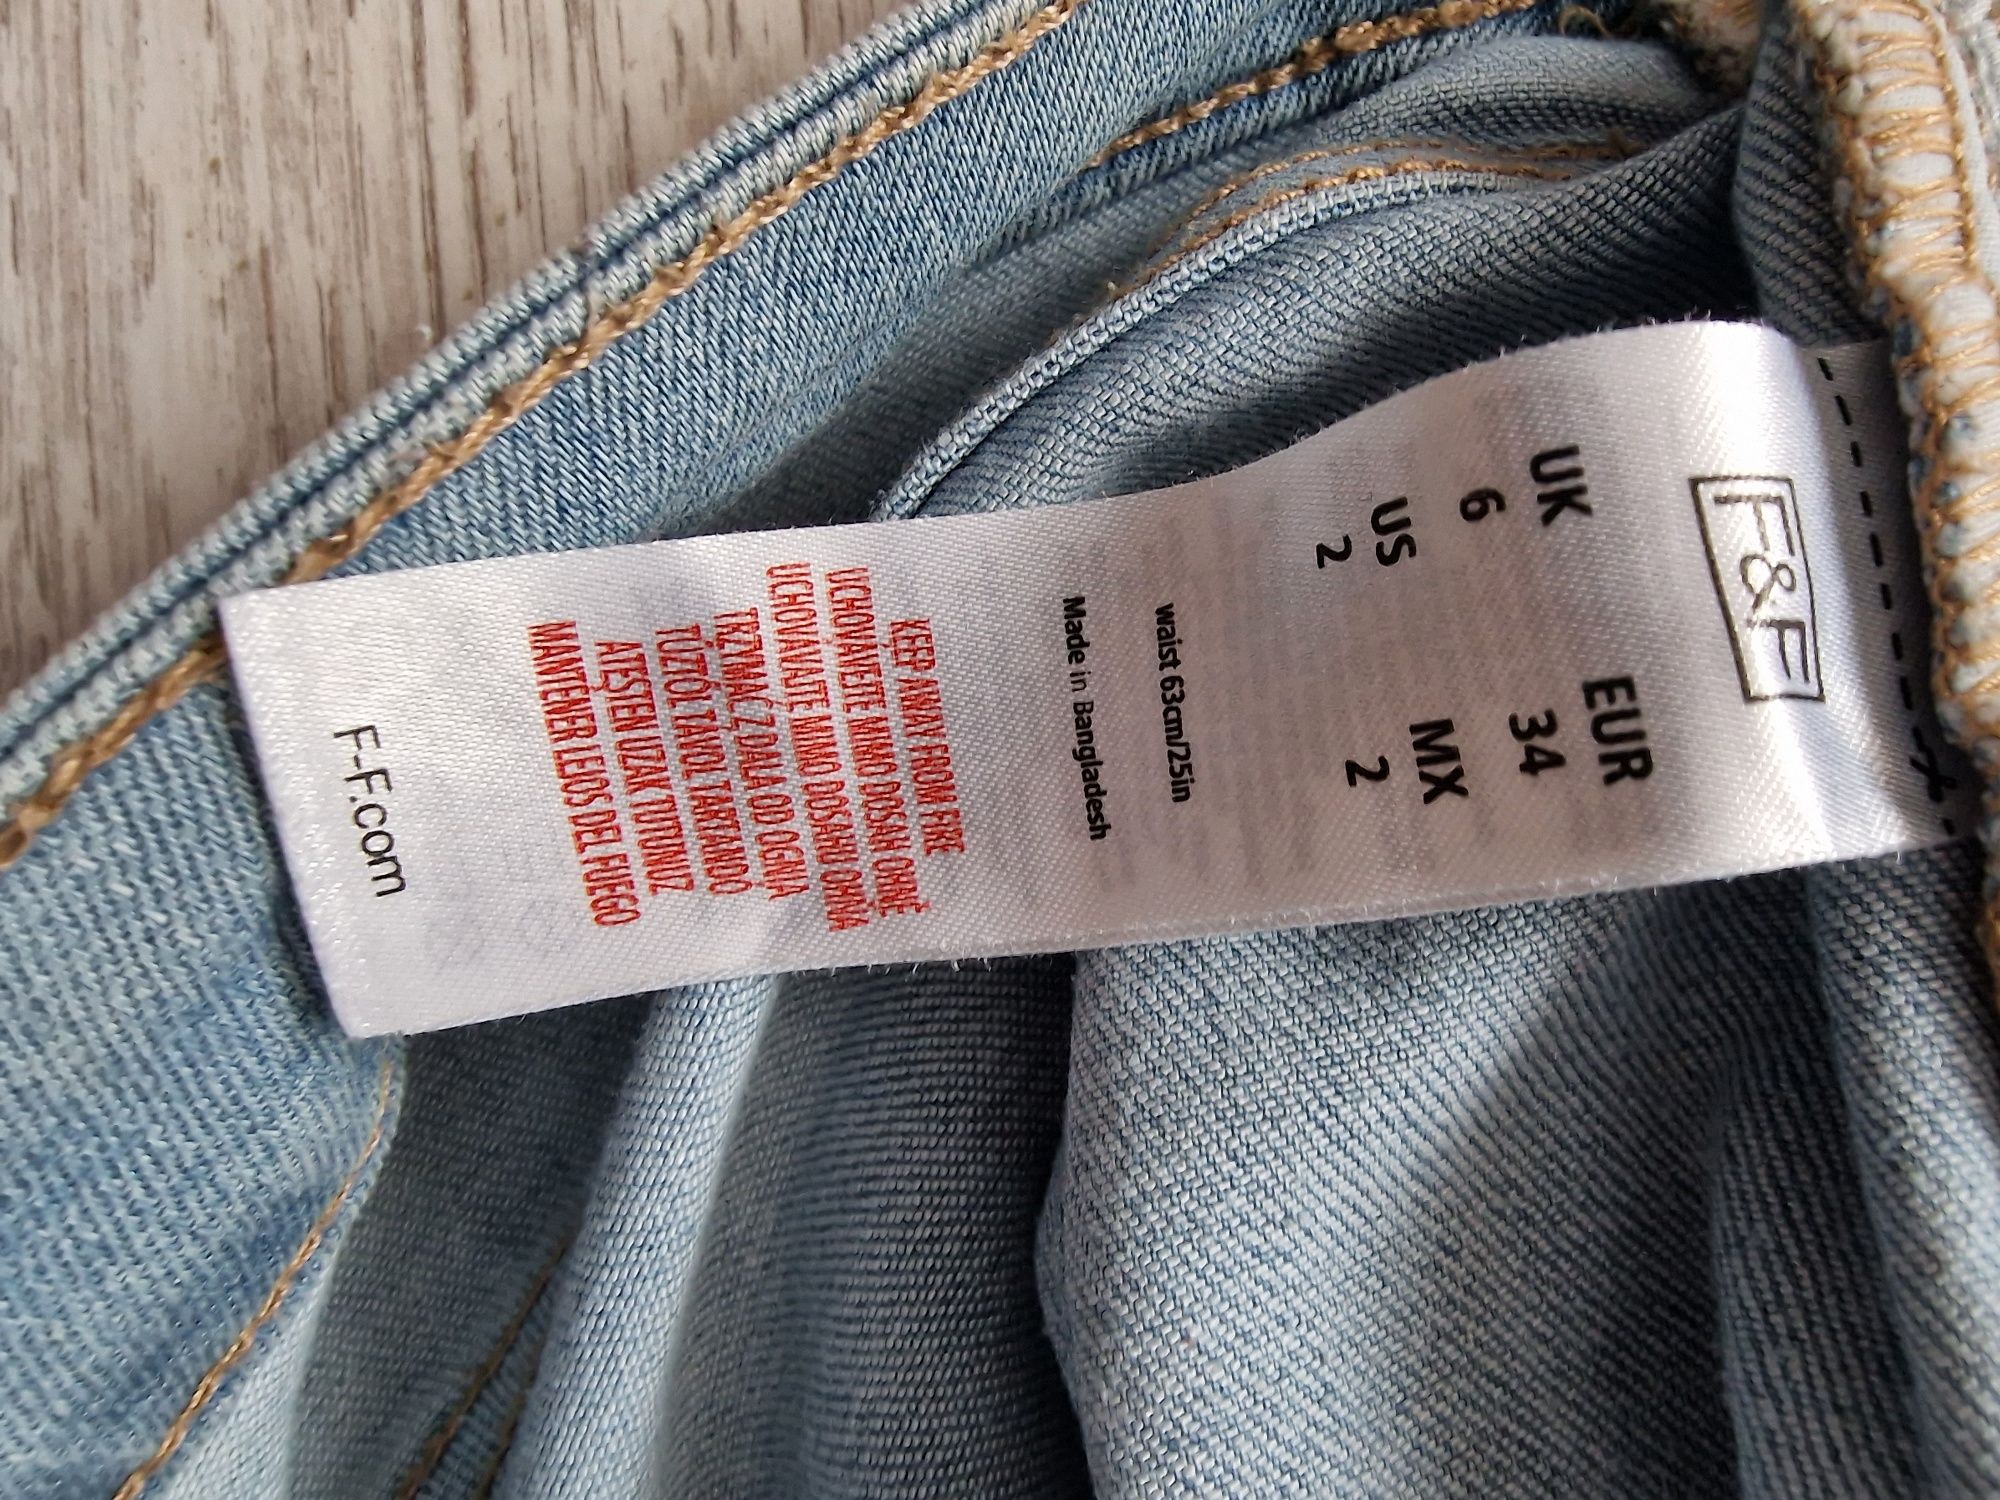 F&F
UK EUR
6 34
US MX
2 2
waist 63cm/25in
Made in Bangladesh
KEEP AWAY FROM FIRE
UCHOVAVEJTE MIMO DOSAH OHNĚ
UCHOVÁVAJTE MIMO DOSAHU OHŇA
TRZYMAĆ Z DALA OD OGNIA
TŰZTŐL TÁVOL TARTANDÓ
ATEŞTEN UZAK TUTUNUZ
MANTENER LEJOS DEL FUEGO
F-F.com